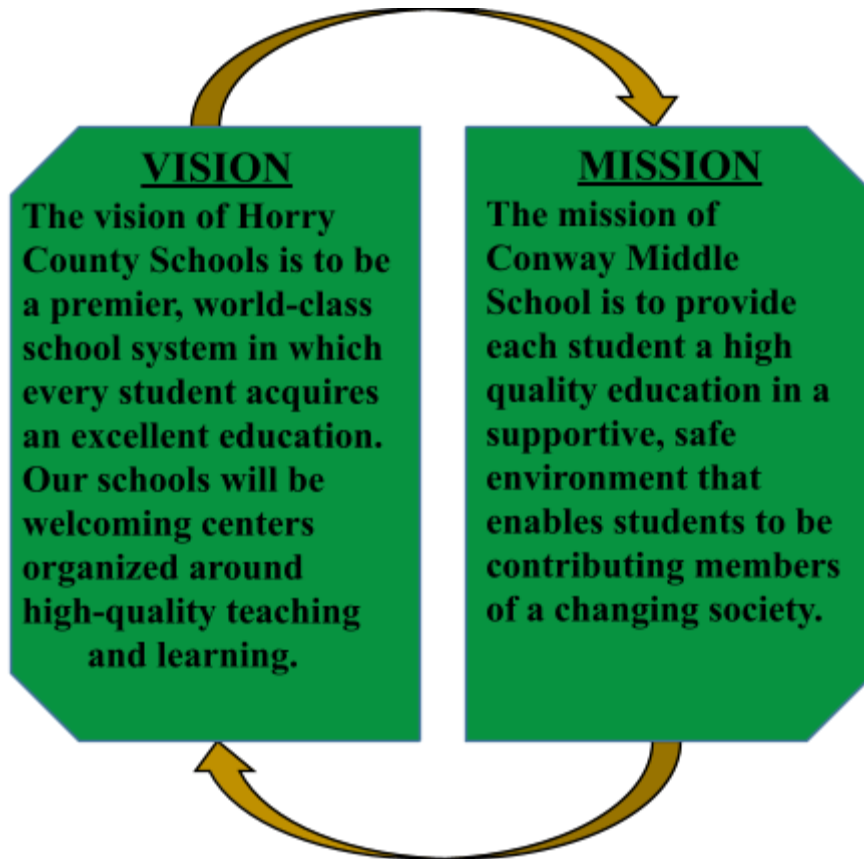 VISION
The vision of Horry
County Schools is to be
a premier, world-class
school system in which
every student acquires
an excellent education.
Our schools will be
welcoming centers
organized around
high-quality teaching
and learning.
MISSION
The mission of
Conway Middle
School is to provide
each student a high
quality education in a
supportive, safe
environment that
enables students to be
contributing members
of a changing society.